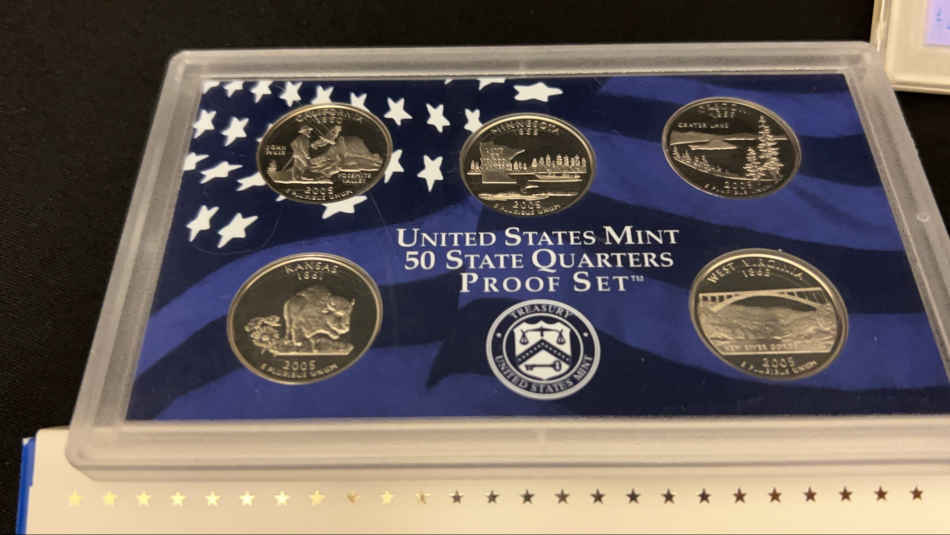 CALIFORNIA
1850
JOHN MUIR
YOSEMITE VALLEY
2005
E PLURIBUS UNUM
MINNESOTA
1858
2005
E PLURIBUS UNUM
OREGON
1859
CRATER LAKE
2005
E PLURIBUS UNUM
UNITED STATES MINT
50 STATE QUARTERS
PROOF SET™
KANSAS
1861
2005
E PLURIBUS UNUM
TREASURY
UNITED STATES MINT
WEST VIRGINIA
1863
NEW RIVER GORGE
2005
E PLURIBUS UNUM